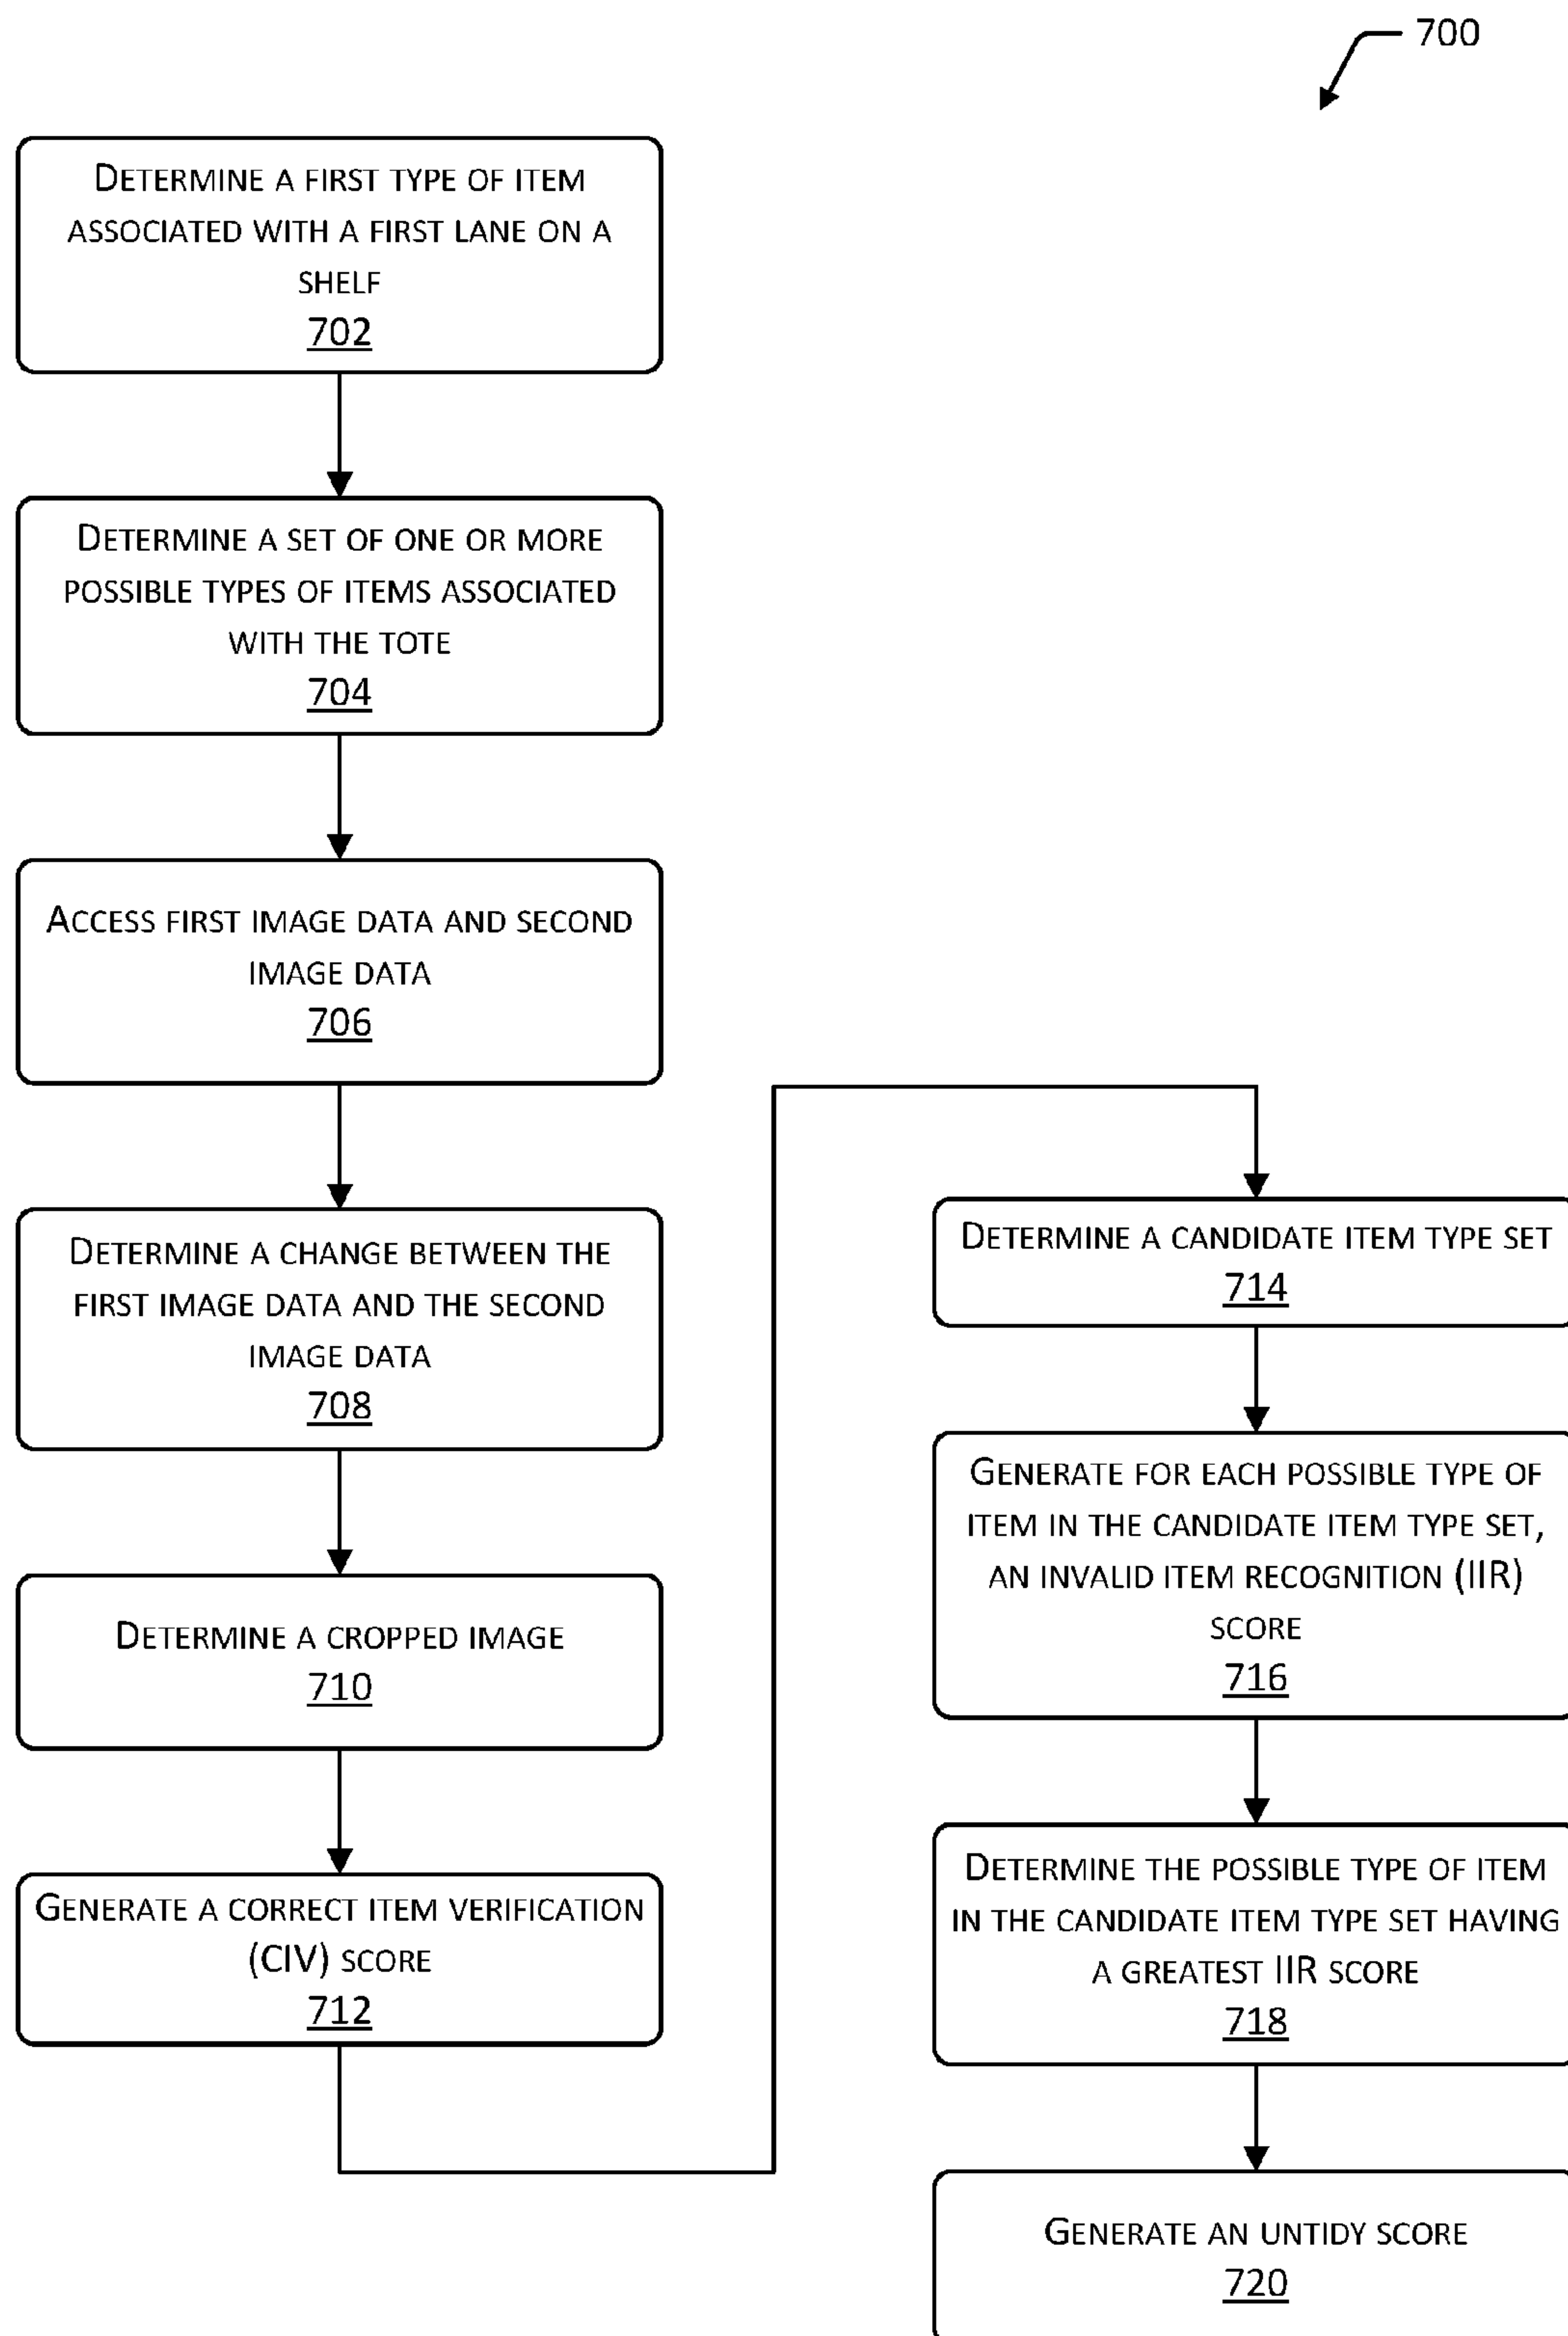 700
DETERMINE A FIRST TYPE OF ITEM
ASSOCIATED WITH A FIRST LANE ON A
SHELF
702
DETERMINE A SET OF ONE OR MORE
POSSIBLE TYPES OF ITEMS ASSOCIATED
WITH THE TOTE
704
ACCESS FIRST IMAGE DATA AND SECOND
IMAGE DATA
706
DETERMINE A CHANGE BETWEEN THE
FIRST IMAGE DATA AND THE SECOND
IMAGE DATA
708
DETERMINE A CROPPED IMAGE
710
GENERATE A CORRECT ITEM VERIFICATION
(CIV) SCORE
712
DETERMINE A CANDIDATE ITEM TYPE SET
714
GENERATE FOR EACH POSSIBLE TYPE OF
ITEM IN THE CANDIDATE ITEM TYPE SET,
AN INVALID ITEM RECOGNITION (IIR)
SCORE
716
DETERMINE THE POSSIBLE TYPE OF ITEM
IN THE CANDIDATE ITEM TYPE SET HAVING
A GREATEST IIR SCORE
718
GENERATE AN UNTIDY SCORE
720